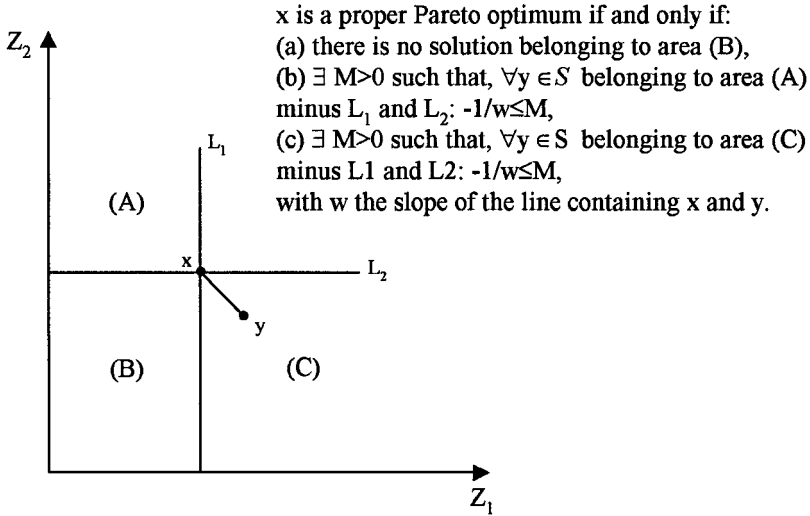 x is a proper Pareto optimum if and only if:
(a) there is no solution belonging to area (B),
(b) ∃ M>0 such that, ∀y ∈ S belonging to area (A)
minus L₁ and L₂: -1/w≤M,
(c) ∃ M>0 such that, ∀y ∈ S belonging to area (C)
minus L1 and L2: -1/w≤M,
with w the slope of the line containing x and y.
Z₂
L₁
(A)
x
L₂
y
(B)
(C)
Z₁